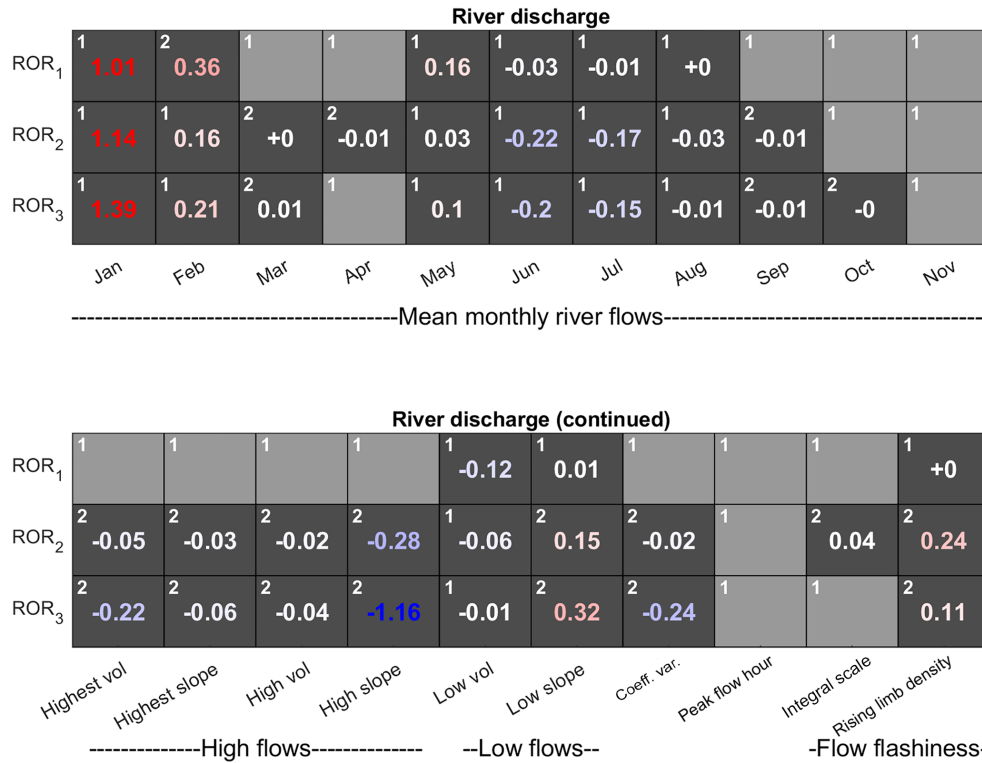 River discharge
1 2 1 1 1 1 1 1 1 1 1
ROR1 1.01 0.36 0.16 -0.03 -0.01 +0
1 1 2 2 1 1 1 1 2 1 1
ROR2 1.14 0.16 +0 -0.01 0.03 -0.22 -0.17 -0.03 -0.01
1 1 2 1 1 1 1 1 2 2 1
ROR3 1.39 0.21 0.01 0.1 -0.2 -0.15 -0.01 -0.01 -0
Jan Feb Mar Apr May Jun Jul Aug Sep Oct Nov
------------------------------------------Mean monthly river flows------------------------------------------
River discharge (continued)
1 1 1 1 1 1 1 1 1 1
ROR1 -0.12 0.01 +0
2 2 2 2 1 2 2 1 2 2
ROR2 -0.05 -0.03 -0.02 -0.28 -0.06 0.15 -0.02 0.04 0.24
2 2 2 2 1 2 2 1 1 2
ROR3 -0.22 -0.06 -0.04 -1.16 -0.01 0.32 -0.24 0.11
Highest vol Highest slope High vol High slope Low vol Low slope Coeff. var. Peak flow hour Integral scale Rising limb density
--------------High flows-------------- --Low flows-- -Flow flashiness-